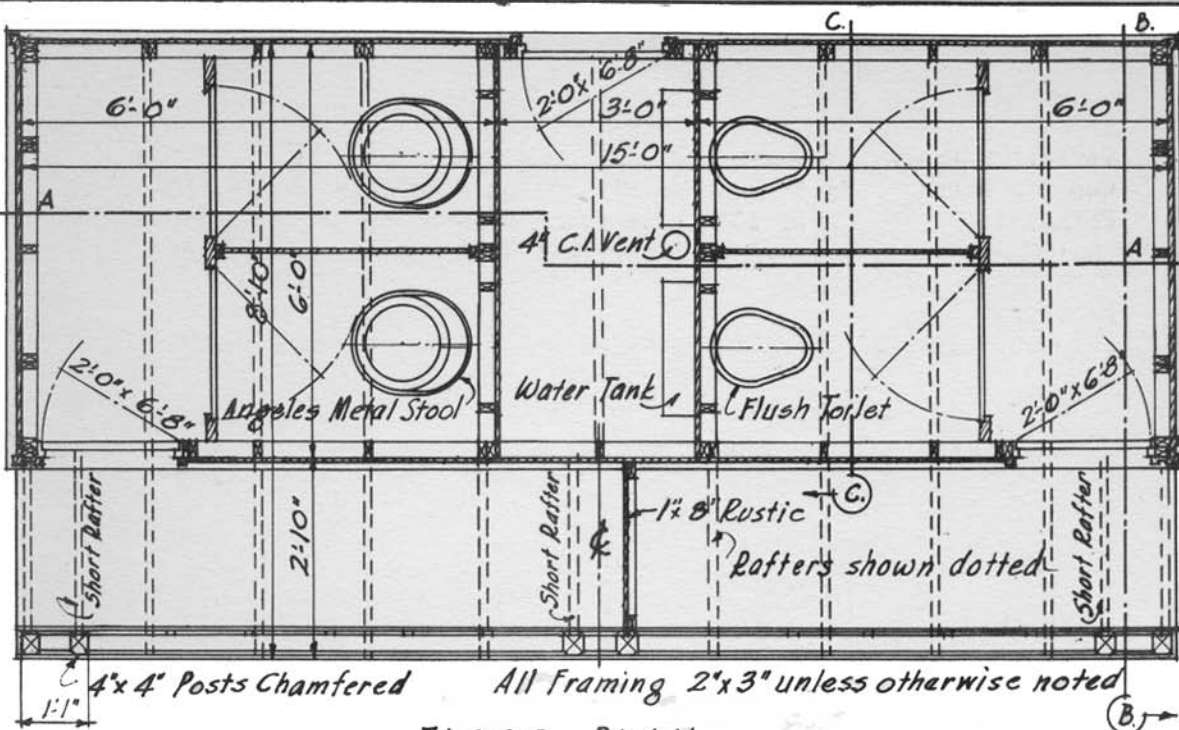 C.
B.
2'-0" x 6'-8"
6'-0"
3'-0"
6'-0"
15'-0"
A
4" C.I. Vent
A
8'-10"
6'-0"
2'-0" x 6'-8"
Angeles Metal Stool
Water Tank
Flush Toilet
2'-0" x 6'-8"
Short Rafter
2'-10"
Short Rafter
℄
1" x 8" Rustic
C.
Rafters shown dotted
Short Rafter
4" x 4" Posts Chamfered
All Framing 2" x 3" unless otherwise noted
1'-1"
B.